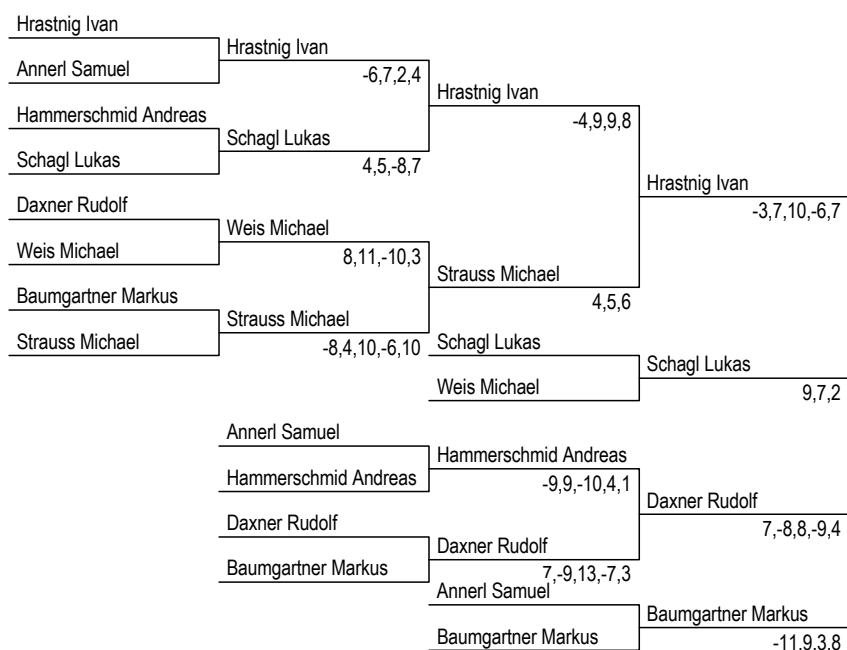 Hrastnig Ivan
Hrastnig Ivan
Annerl Samuel
-6,7,2,4
Hrastnig Ivan
Hammerschmid Andreas
-4,9,9,8
Schagl Lukas
Schagl Lukas
4,5,-8,7
Hrastnig Ivan
Daxner Rudolf
-3,7,10,-6,7
Weis Michael
Weis Michael
8,11,-10,3
Strauss Michael
Baumgartner Markus
4,5,6
Strauss Michael
Strauss Michael
-8,4,10,-6,10
Schagl Lukas
Schagl Lukas
Weis Michael
9,7,2
Annerl Samuel
Hammerschmid Andreas
Hammerschmid Andreas
-9,9,-10,4,1
Daxner Rudolf
Daxner Rudolf
7,-8,8,-9,4
Daxner Rudolf
Baumgartner Markus
7,-9,13,-7,3
Annerl Samuel
Baumgartner Markus
Baumgartner Markus
-11,9,3,8